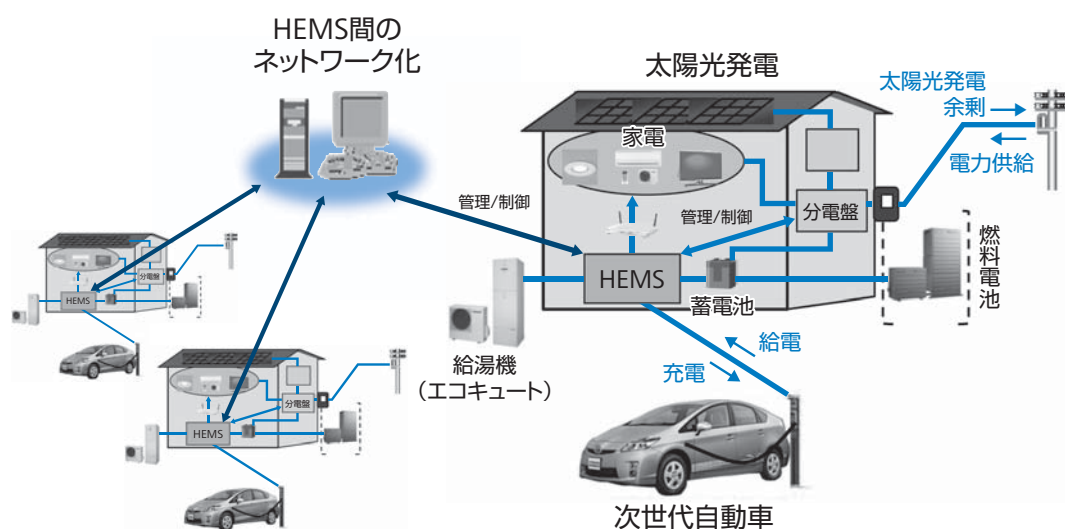 HEMS間の
ネットワーク化
太陽光発電
太陽光発電
余剰
電力供給
家電
管理/制御
管理/制御
分電盤
燃料電池
HEMS
蓄電池
給湯機
（エコキュート）
給電
充電
次世代自動車
分電盤
HEMS
分電盤
HEMS